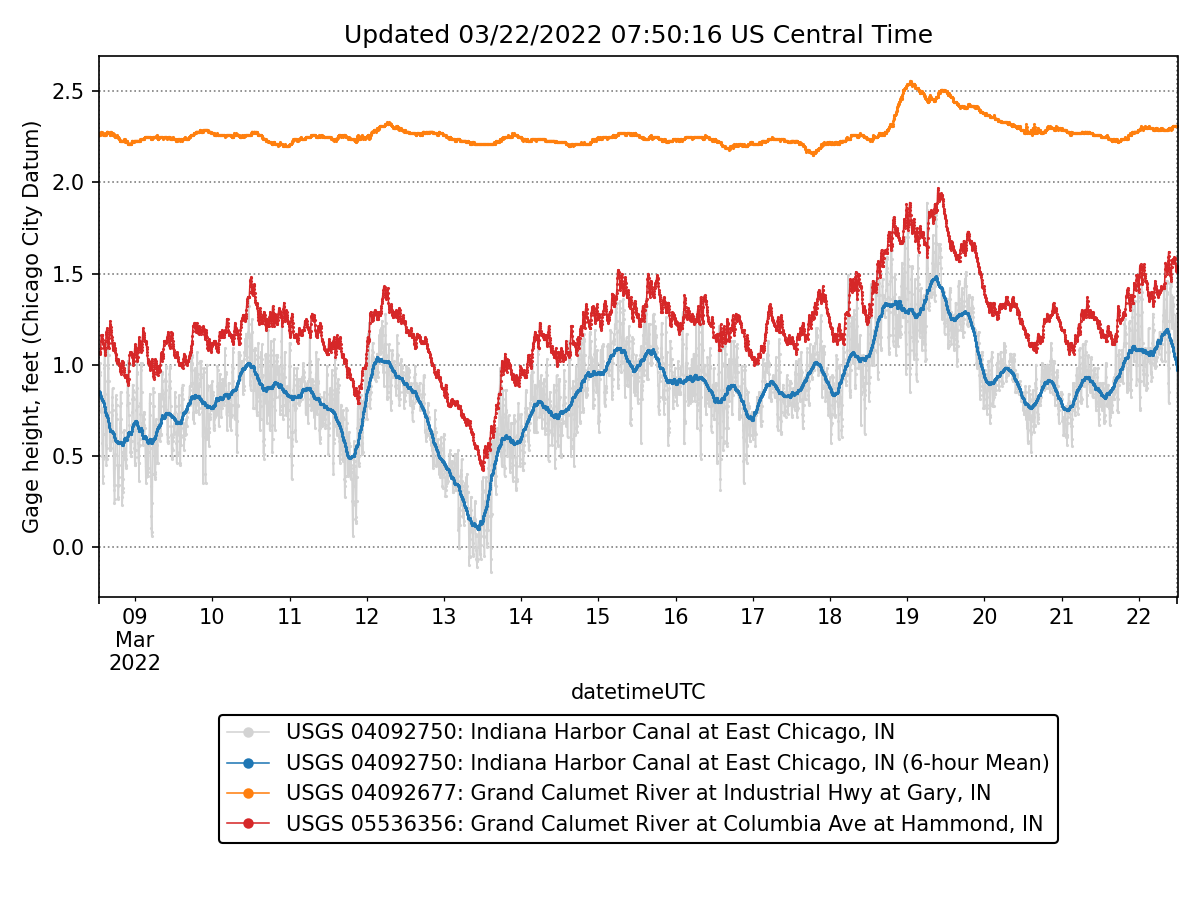 Updated 03/22/2022 07:50:16 US Central Time
Gage height, feet (Chicago City Datum)
2.5
2.0
1.5
1.0
0.5
0.0
09 10 11 12 13 14 15 16 17 18 19 20 21 22
Mar
2022
datetimeUTC
USGS 04092750: Indiana Harbor Canal at East Chicago, IN
USGS 04092750: Indiana Harbor Canal at East Chicago, IN (6-hour Mean)
USGS 04092677: Grand Calumet River at Industrial Hwy at Gary, IN
USGS 05536356: Grand Calumet River at Columbia Ave at Hammond, IN